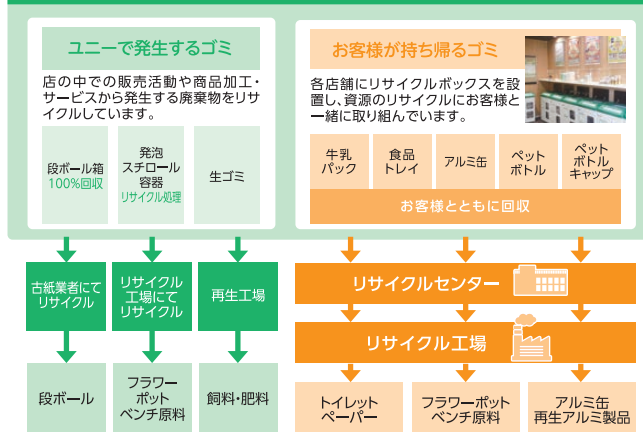 ユニーで発生するゴミ
店の中での販売活動や商品加工・
サービスから発生する廃棄物をリサ
イクルしています。
段ボール箱
100%回収
発泡
スチロール
容器
リサイクル処理
生ゴミ
古紙業者にて
リサイクル
リサイクル
工場にて
リサイクル
再生工場
段ボール
フラワー
ポット
ベンチ原料
飼料・肥料
お客様が持ち帰るゴミ
各店舗にリサイクルボックスを設
置し、資源のリサイクルにお客様と
一緒に取り組んでいます。
牛乳
パック
食品
トレイ
アルミ缶
ペット
ボトル
ペット
ボトル
キャップ
お客様とともに回収
リサイクルセンター
リサイクル工場
トイレット
ペーパー
フラワーポット
ベンチ原料
アルミ缶
再生アルミ製品